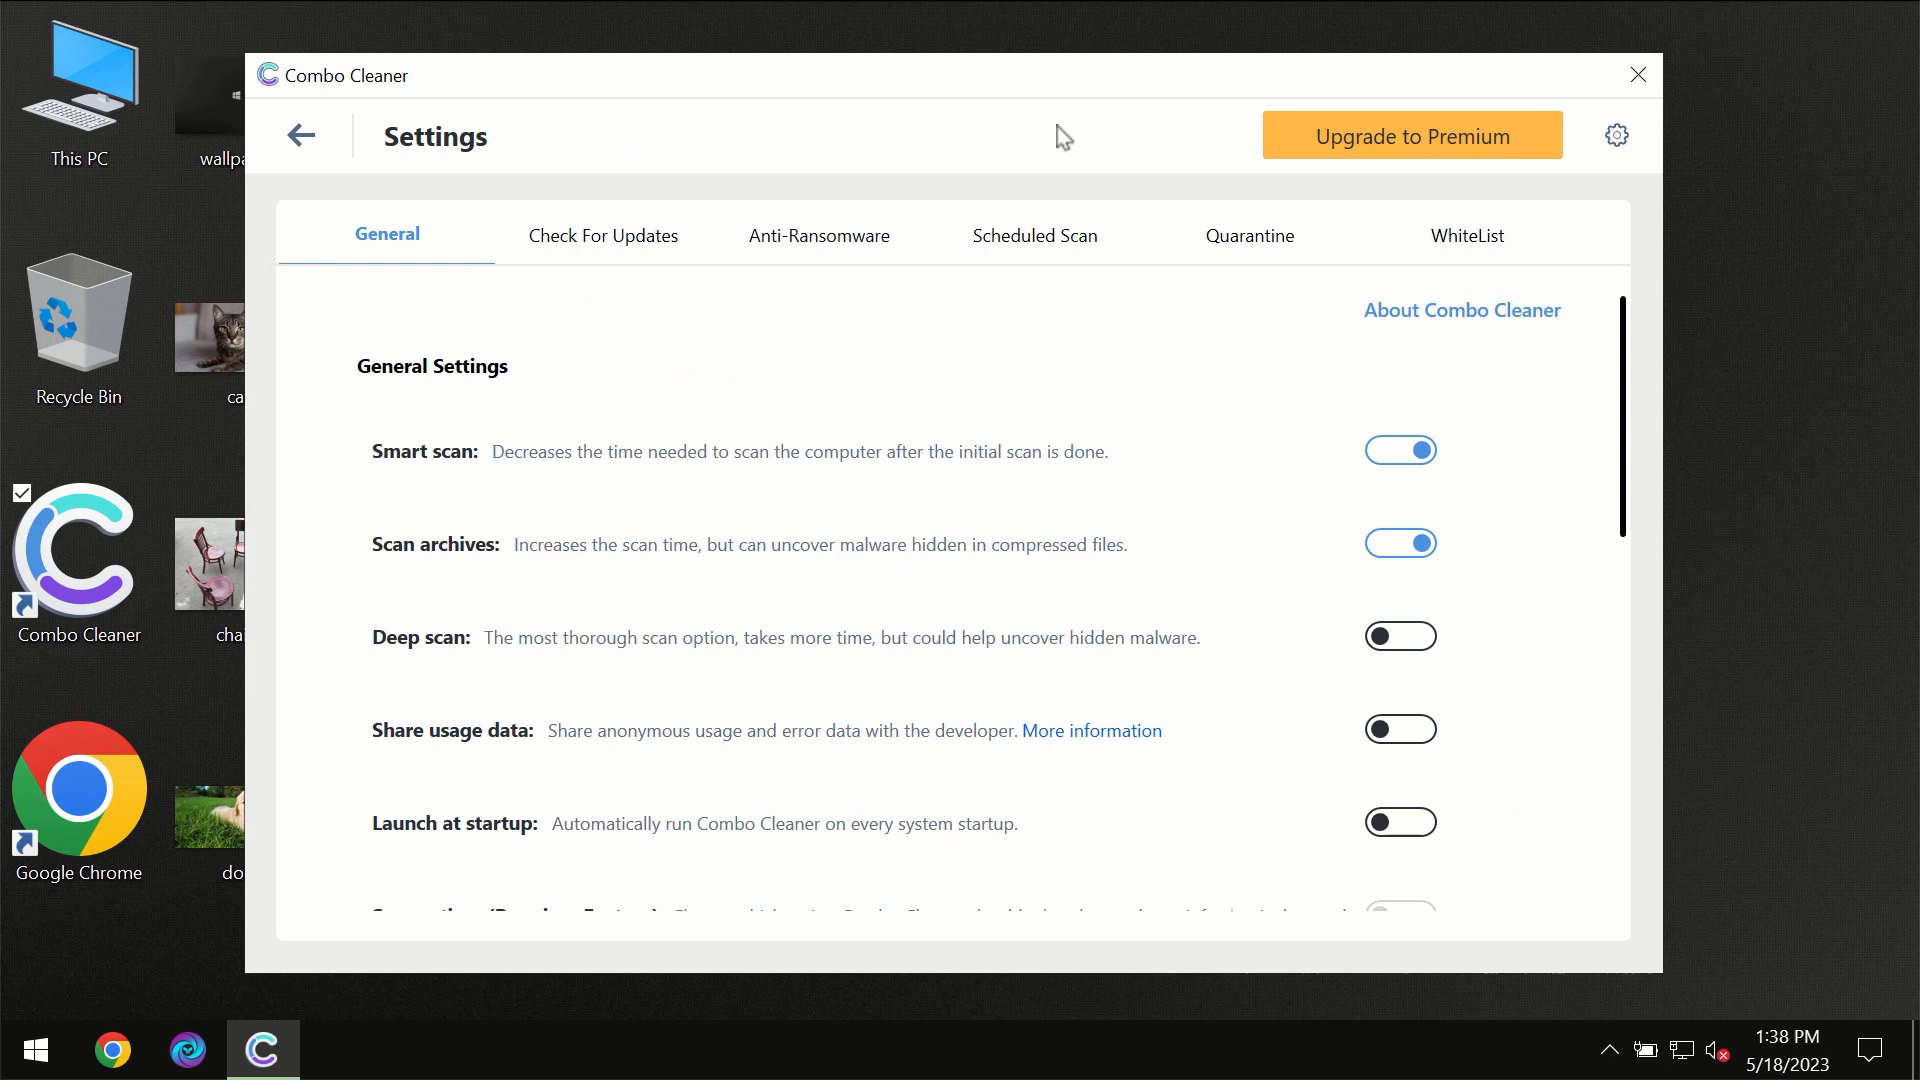 Combo Cleaner
Settings
Upgrade to Premium
General
Check For Updates
Anti-Ransomware
Scheduled Scan
Quarantine
WhiteList
About Combo Cleaner
General Settings
Smart scan: Decreases the time needed to scan the computer after the initial scan is done.
Scan archives: Increases the scan time, but can uncover malware hidden in compressed files.
Deep scan: The most thorough scan option, takes more time, but could help uncover hidden malware.
Share usage data: Share anonymous usage and error data with the developer. More information
Launch at startup: Automatically run Combo Cleaner on every system startup.
This PC
wallpa
Recycle Bin
ca
Combo Cleaner
chai
Google Chrome
do
1:38 PM
5/18/2023